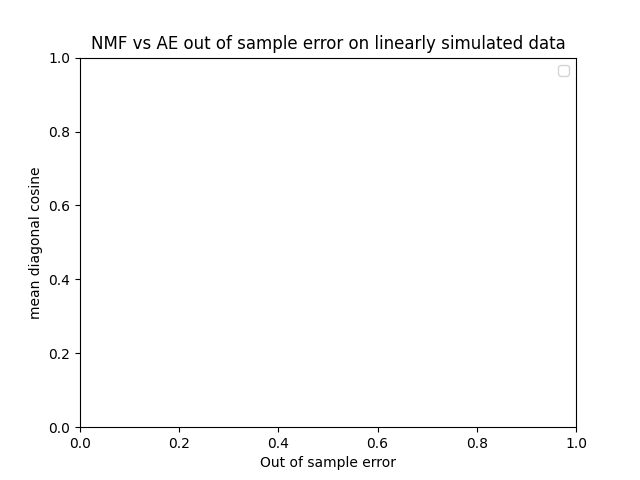 NMF vs AE out of sample error on linearly simulated data
mean diagonal cosine
1.0
0.8
0.6
0.4
0.2
0.0
0.0 0.2 0.4 0.6 0.8 1.0
Out of sample error